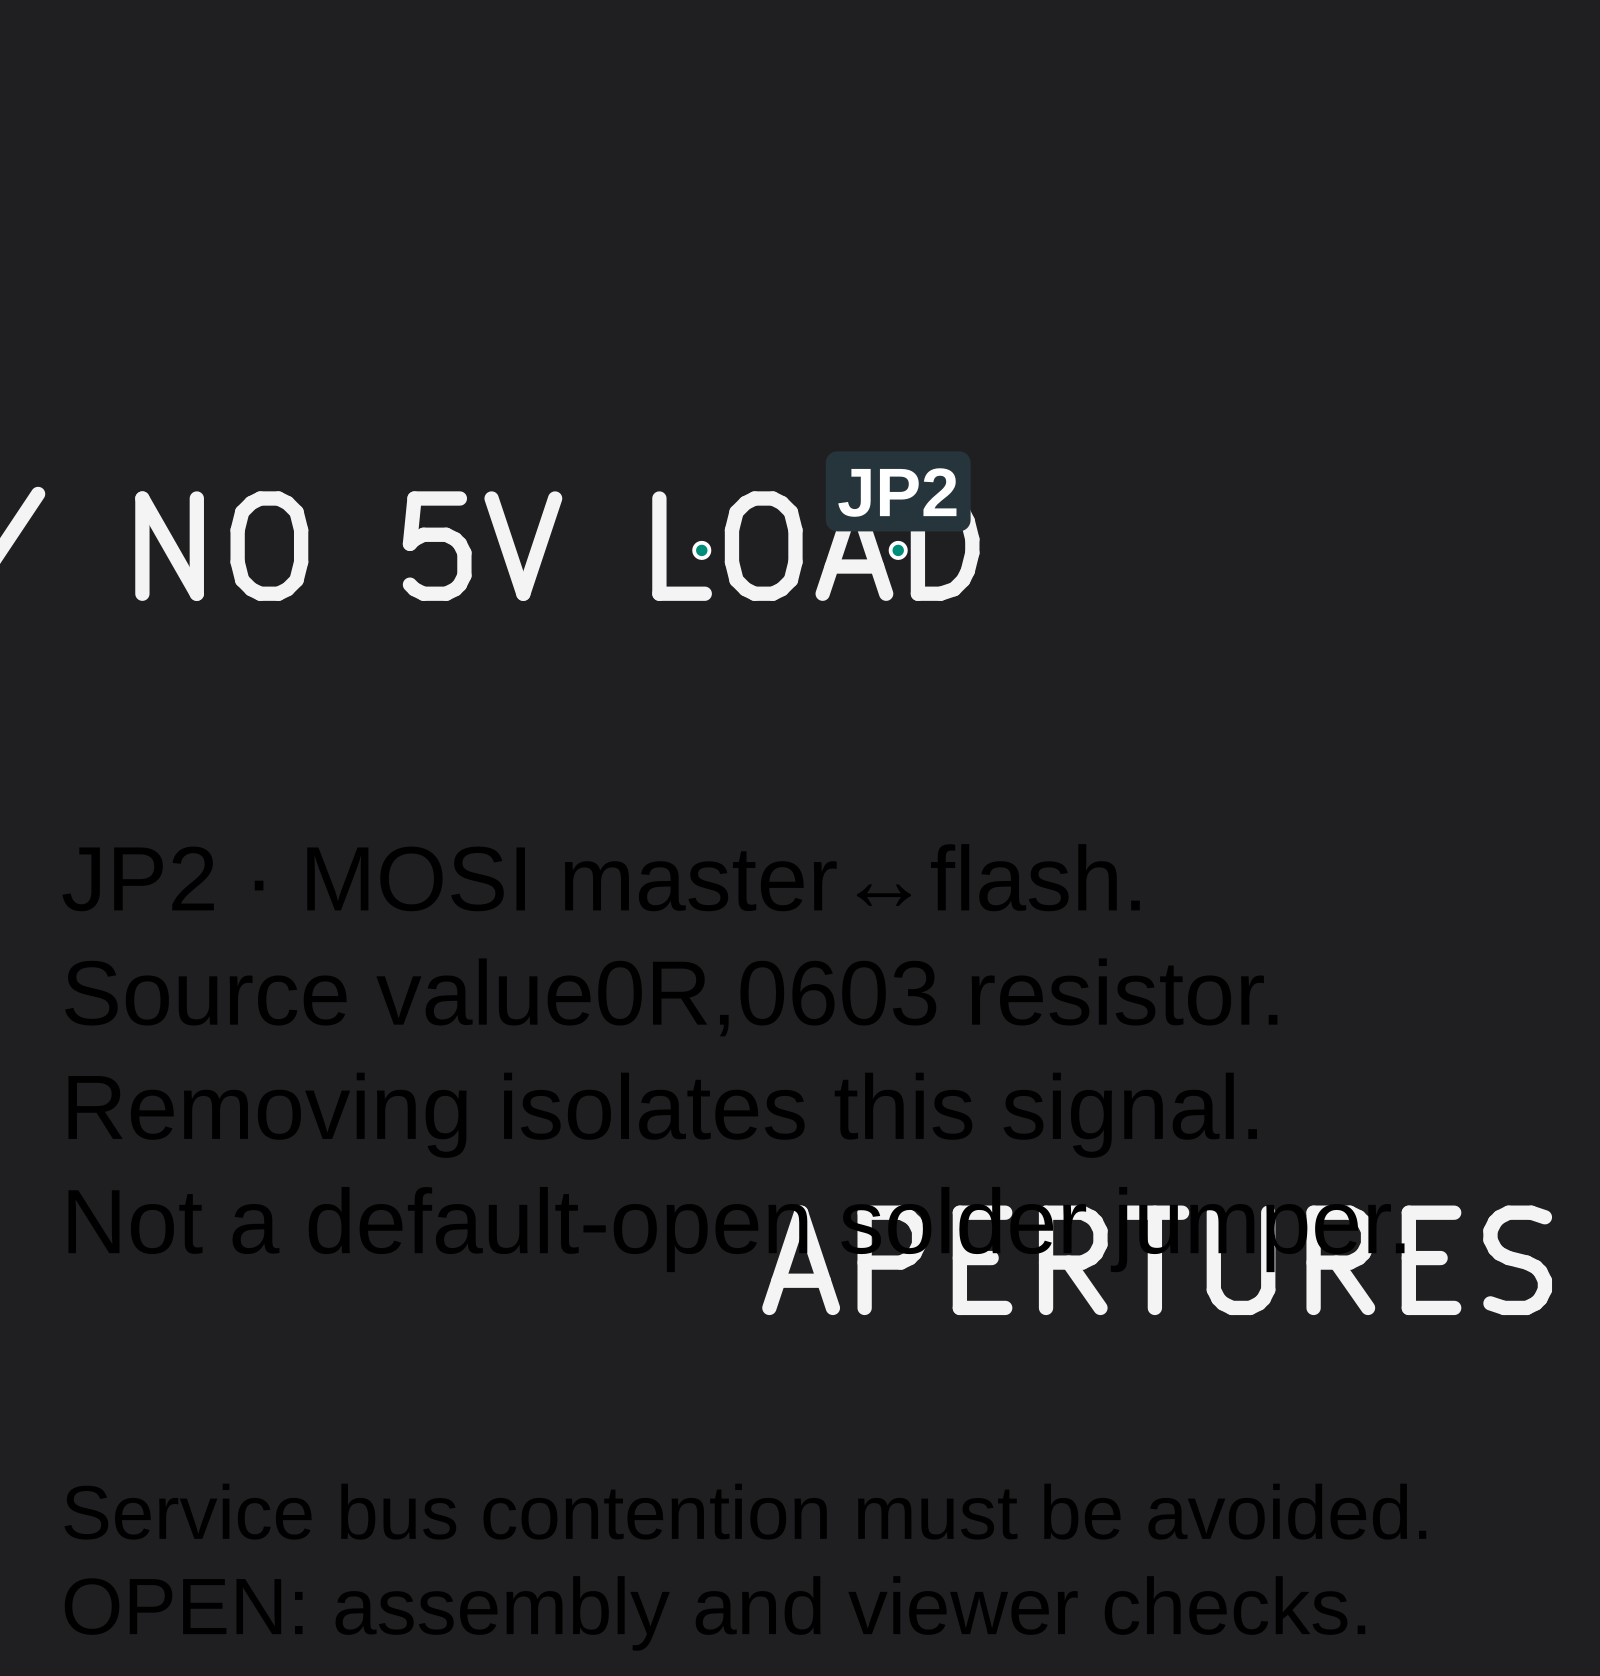 JP2
NO 5V LOAD
JP2 · MOSI master↔flash.
Source value0R,0603 resistor.
Removing isolates this signal.
Not a default-open solder jumper.
APERTURES
Service bus contention must be avoided.
OPEN: assembly and viewer checks.